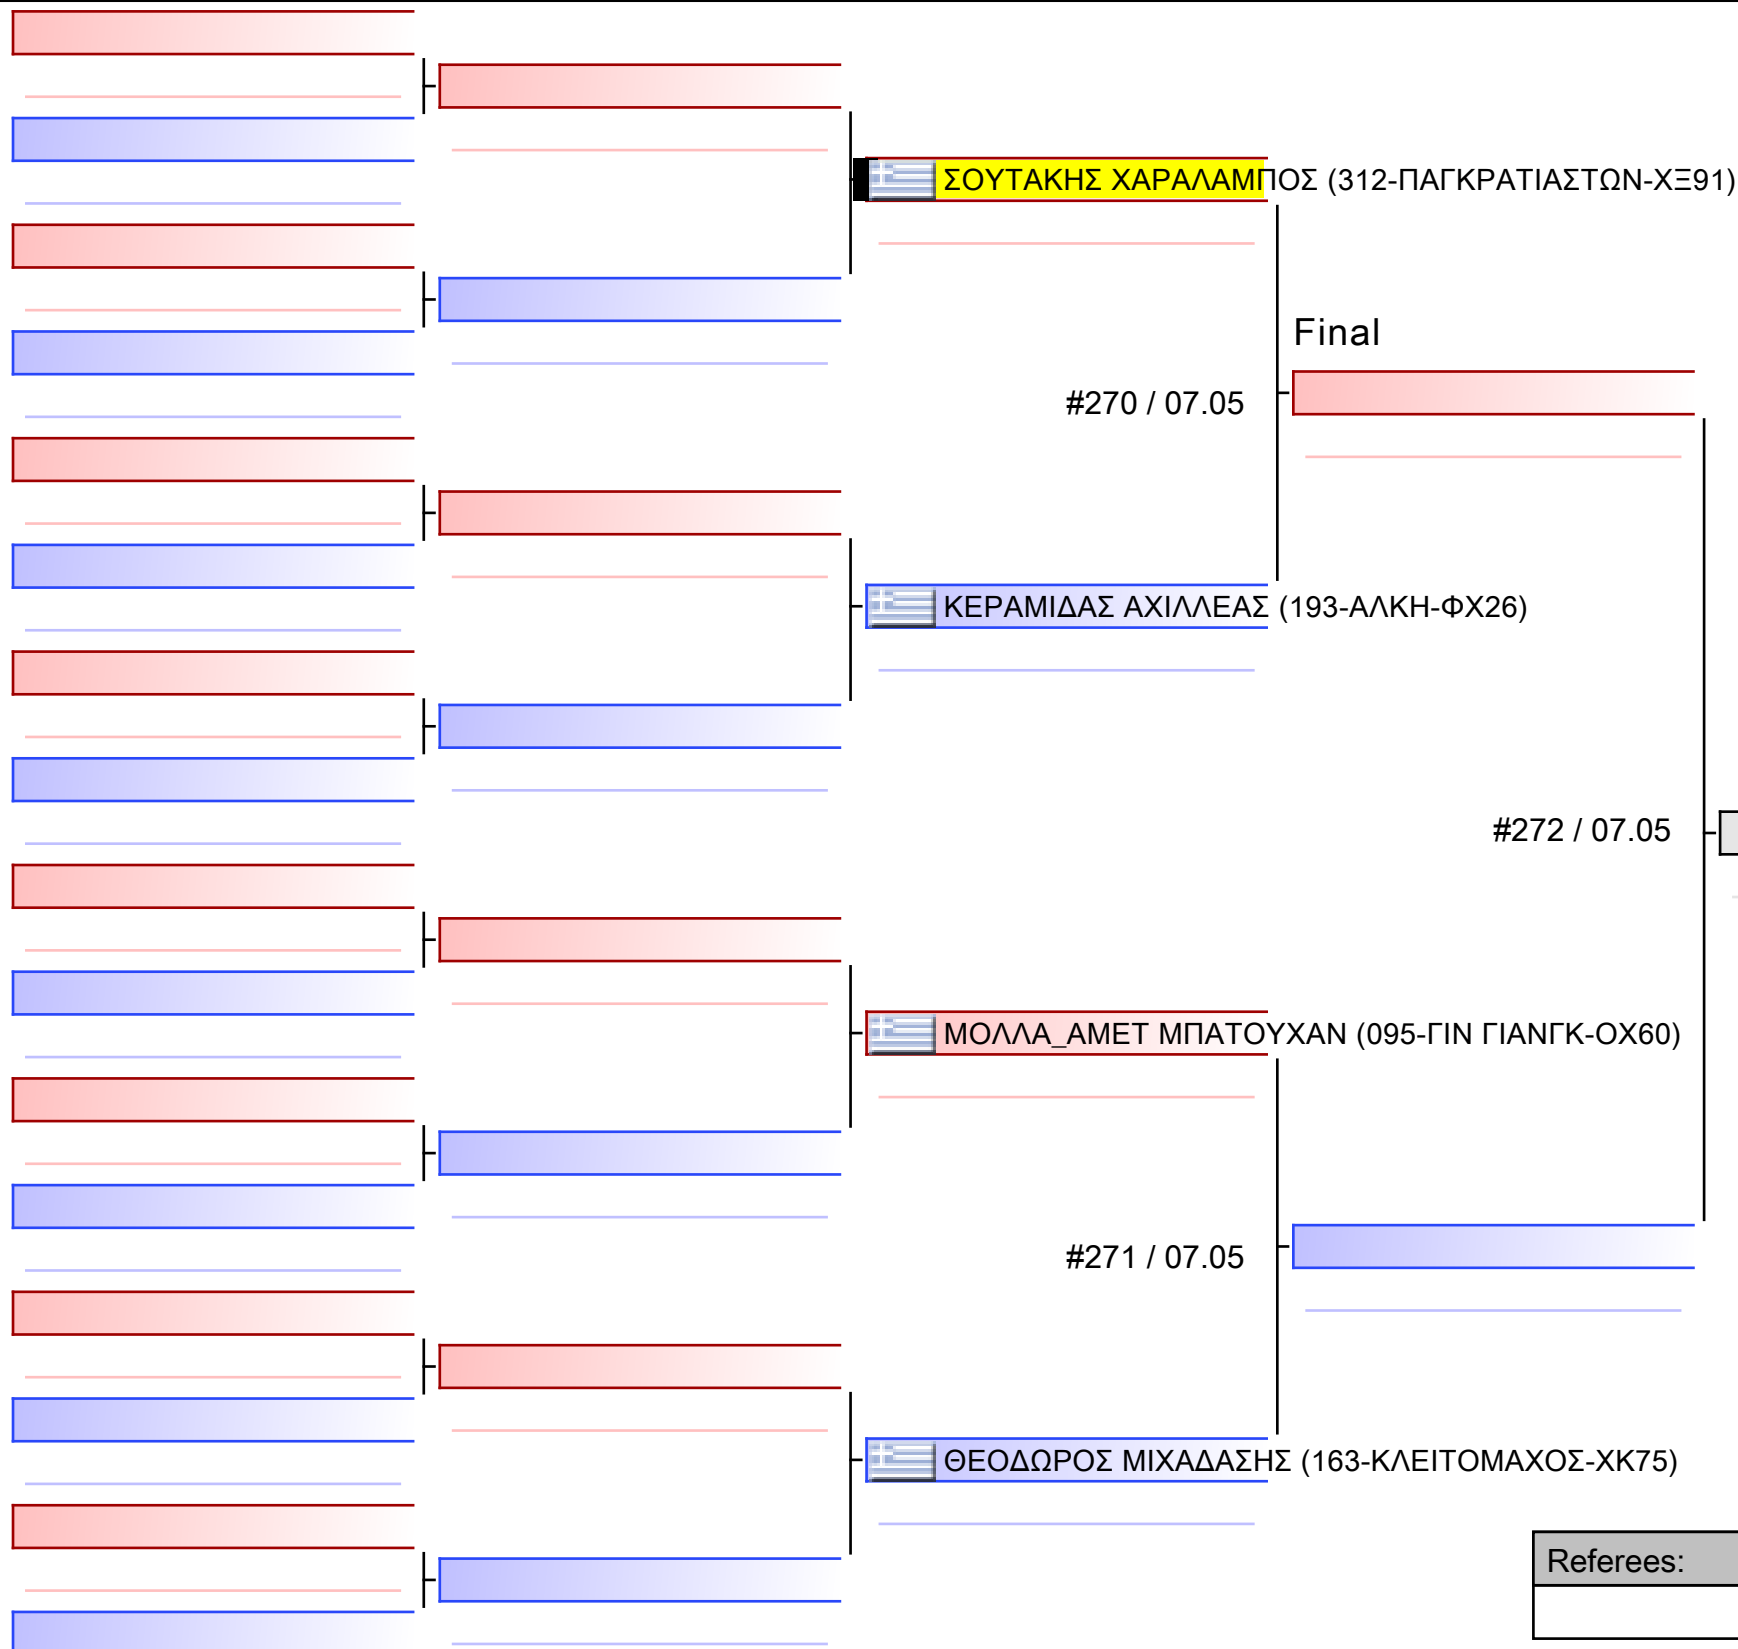 ΣΟΥΤΑΚΗΣ ΧΑΡΑΛΑΜΠΟΣ (312-ΠΑΓΚΡΑΤΙΑΣΤΩΝ-ΧΞ91)
Final
#270 / 07.05
ΚΕΡΑΜΙΔΑΣ ΑΧΙΛΛΕΑΣ (193-ΑΛΚΗ-ΦΧ26)
#272 / 07.05
ΜΟΛΛΑ_ΑΜΕΤ ΜΠΑΤΟΥΧΑΝ (095-ΓΙΝ ΓΙΑΝΓΚ-ΟΧ60)
#271 / 07.05
ΘΕΟΔΩΡΟΣ ΜΙΧΑΔΑΣΗΣ (163-ΚΛΕΙΤΟΜΑΧΟΣ-ΧΚ75)
Referees: